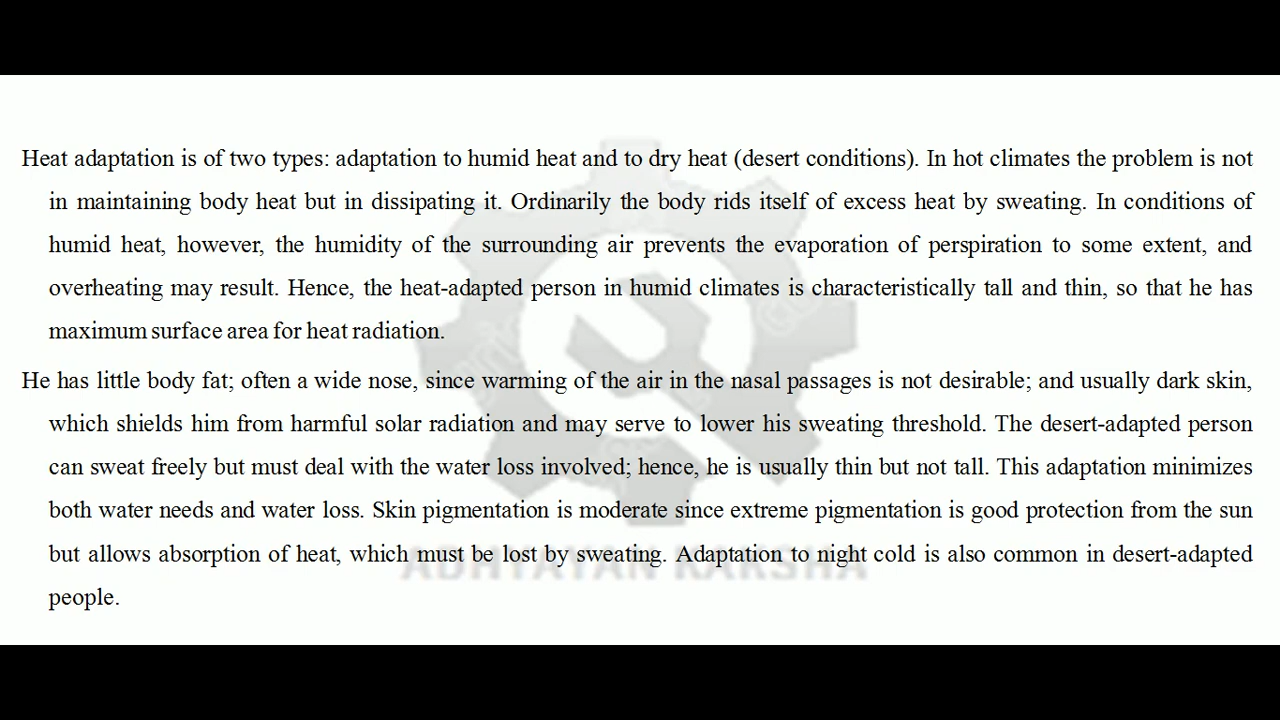 Heat adaptation is of two types: adaptation to humid heat and to dry heat (desert conditions). In hot climates the problem is not
in maintaining body heat but in dissipating it. Ordinarily the body rids itself of excess heat by sweating. In conditions of
humid heat, however, the humidity of the surrounding air prevents the evaporation of perspiration to some extent, and
overheating may result. Hence, the heat-adapted person in humid climates is characteristically tall and thin, so that he has
maximum surface area for heat radiation.
He has little body fat; often a wide nose, since warming of the air in the nasal passages is not desirable; and usually dark skin,
which shields him from harmful solar radiation and may serve to lower his sweating threshold. The desert-adapted person
can sweat freely but must deal with the water loss involved; hence, he is usually thin but not tall. This adaptation minimizes
both water needs and water loss. Skin pigmentation is moderate since extreme pigmentation is good protection from the sun
but allows absorption of heat, which must be lost by sweating. Adaptation to night cold is also common in desert-adapted
people.
ADHYAYAN KAKSHA